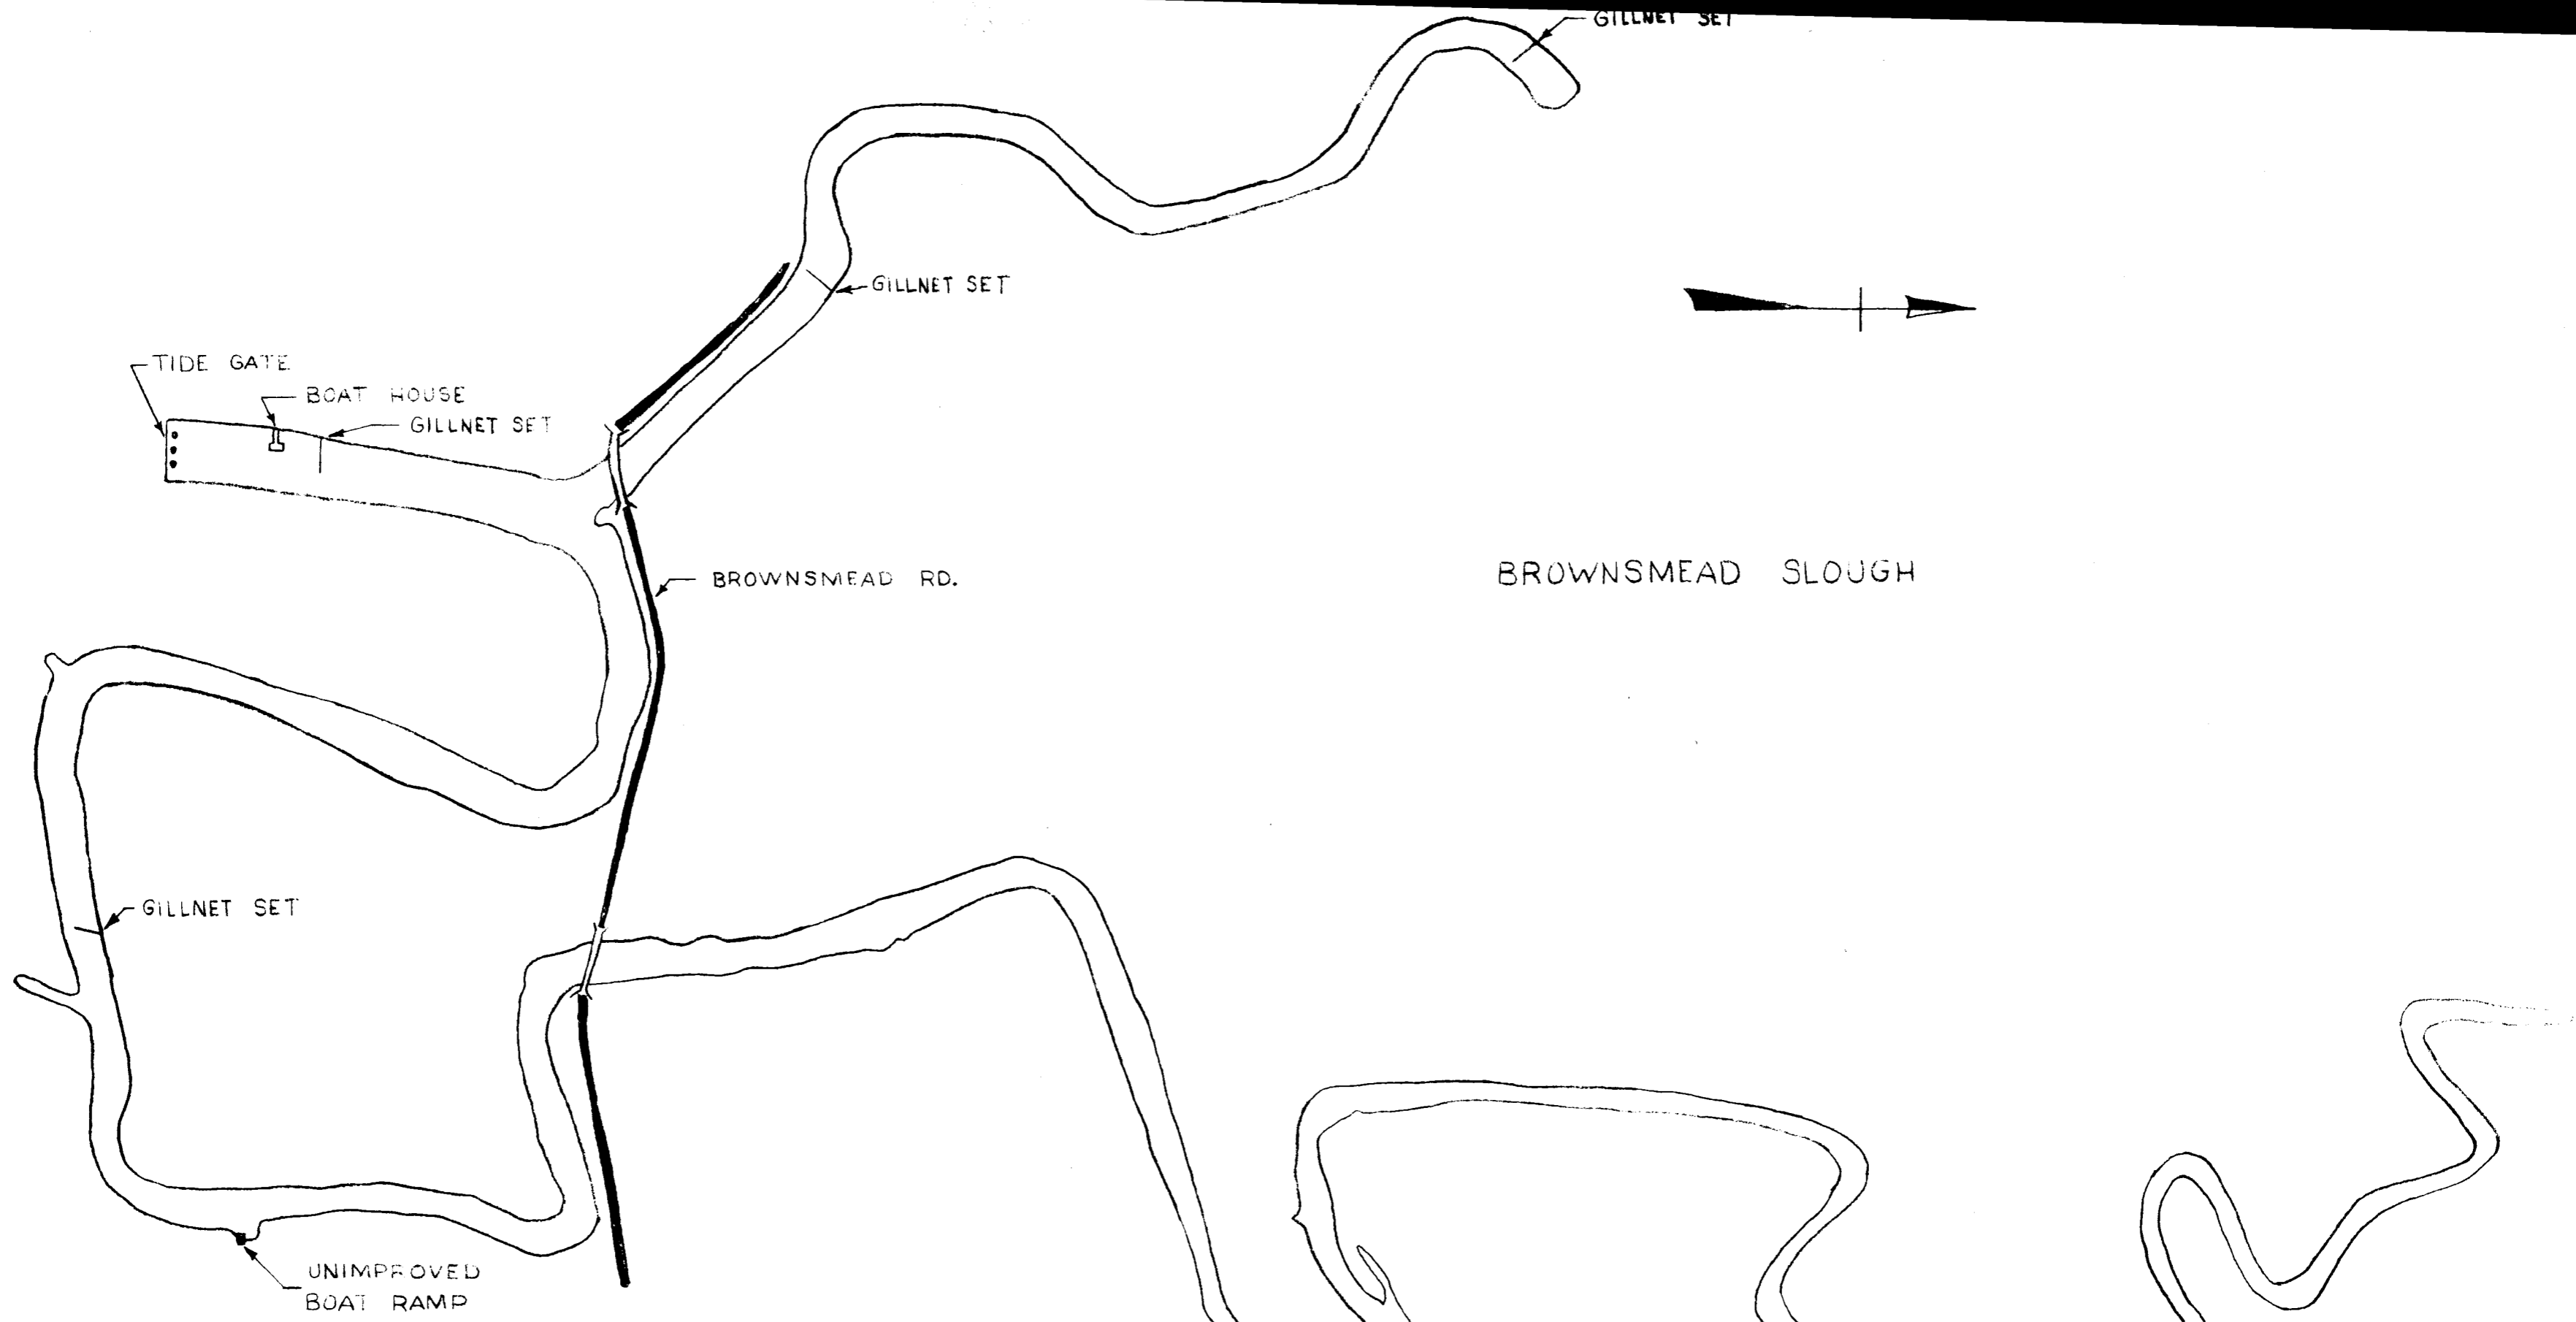 GILLNET SET
GILLNET SET
TIDE GATE
BOAT HOUSE
GILLNET SET
BROWNSMEAD SLOUGH
BROWNSMEAD RD.
GILLNET SET
UNIMPROVED
BOAT RAMP